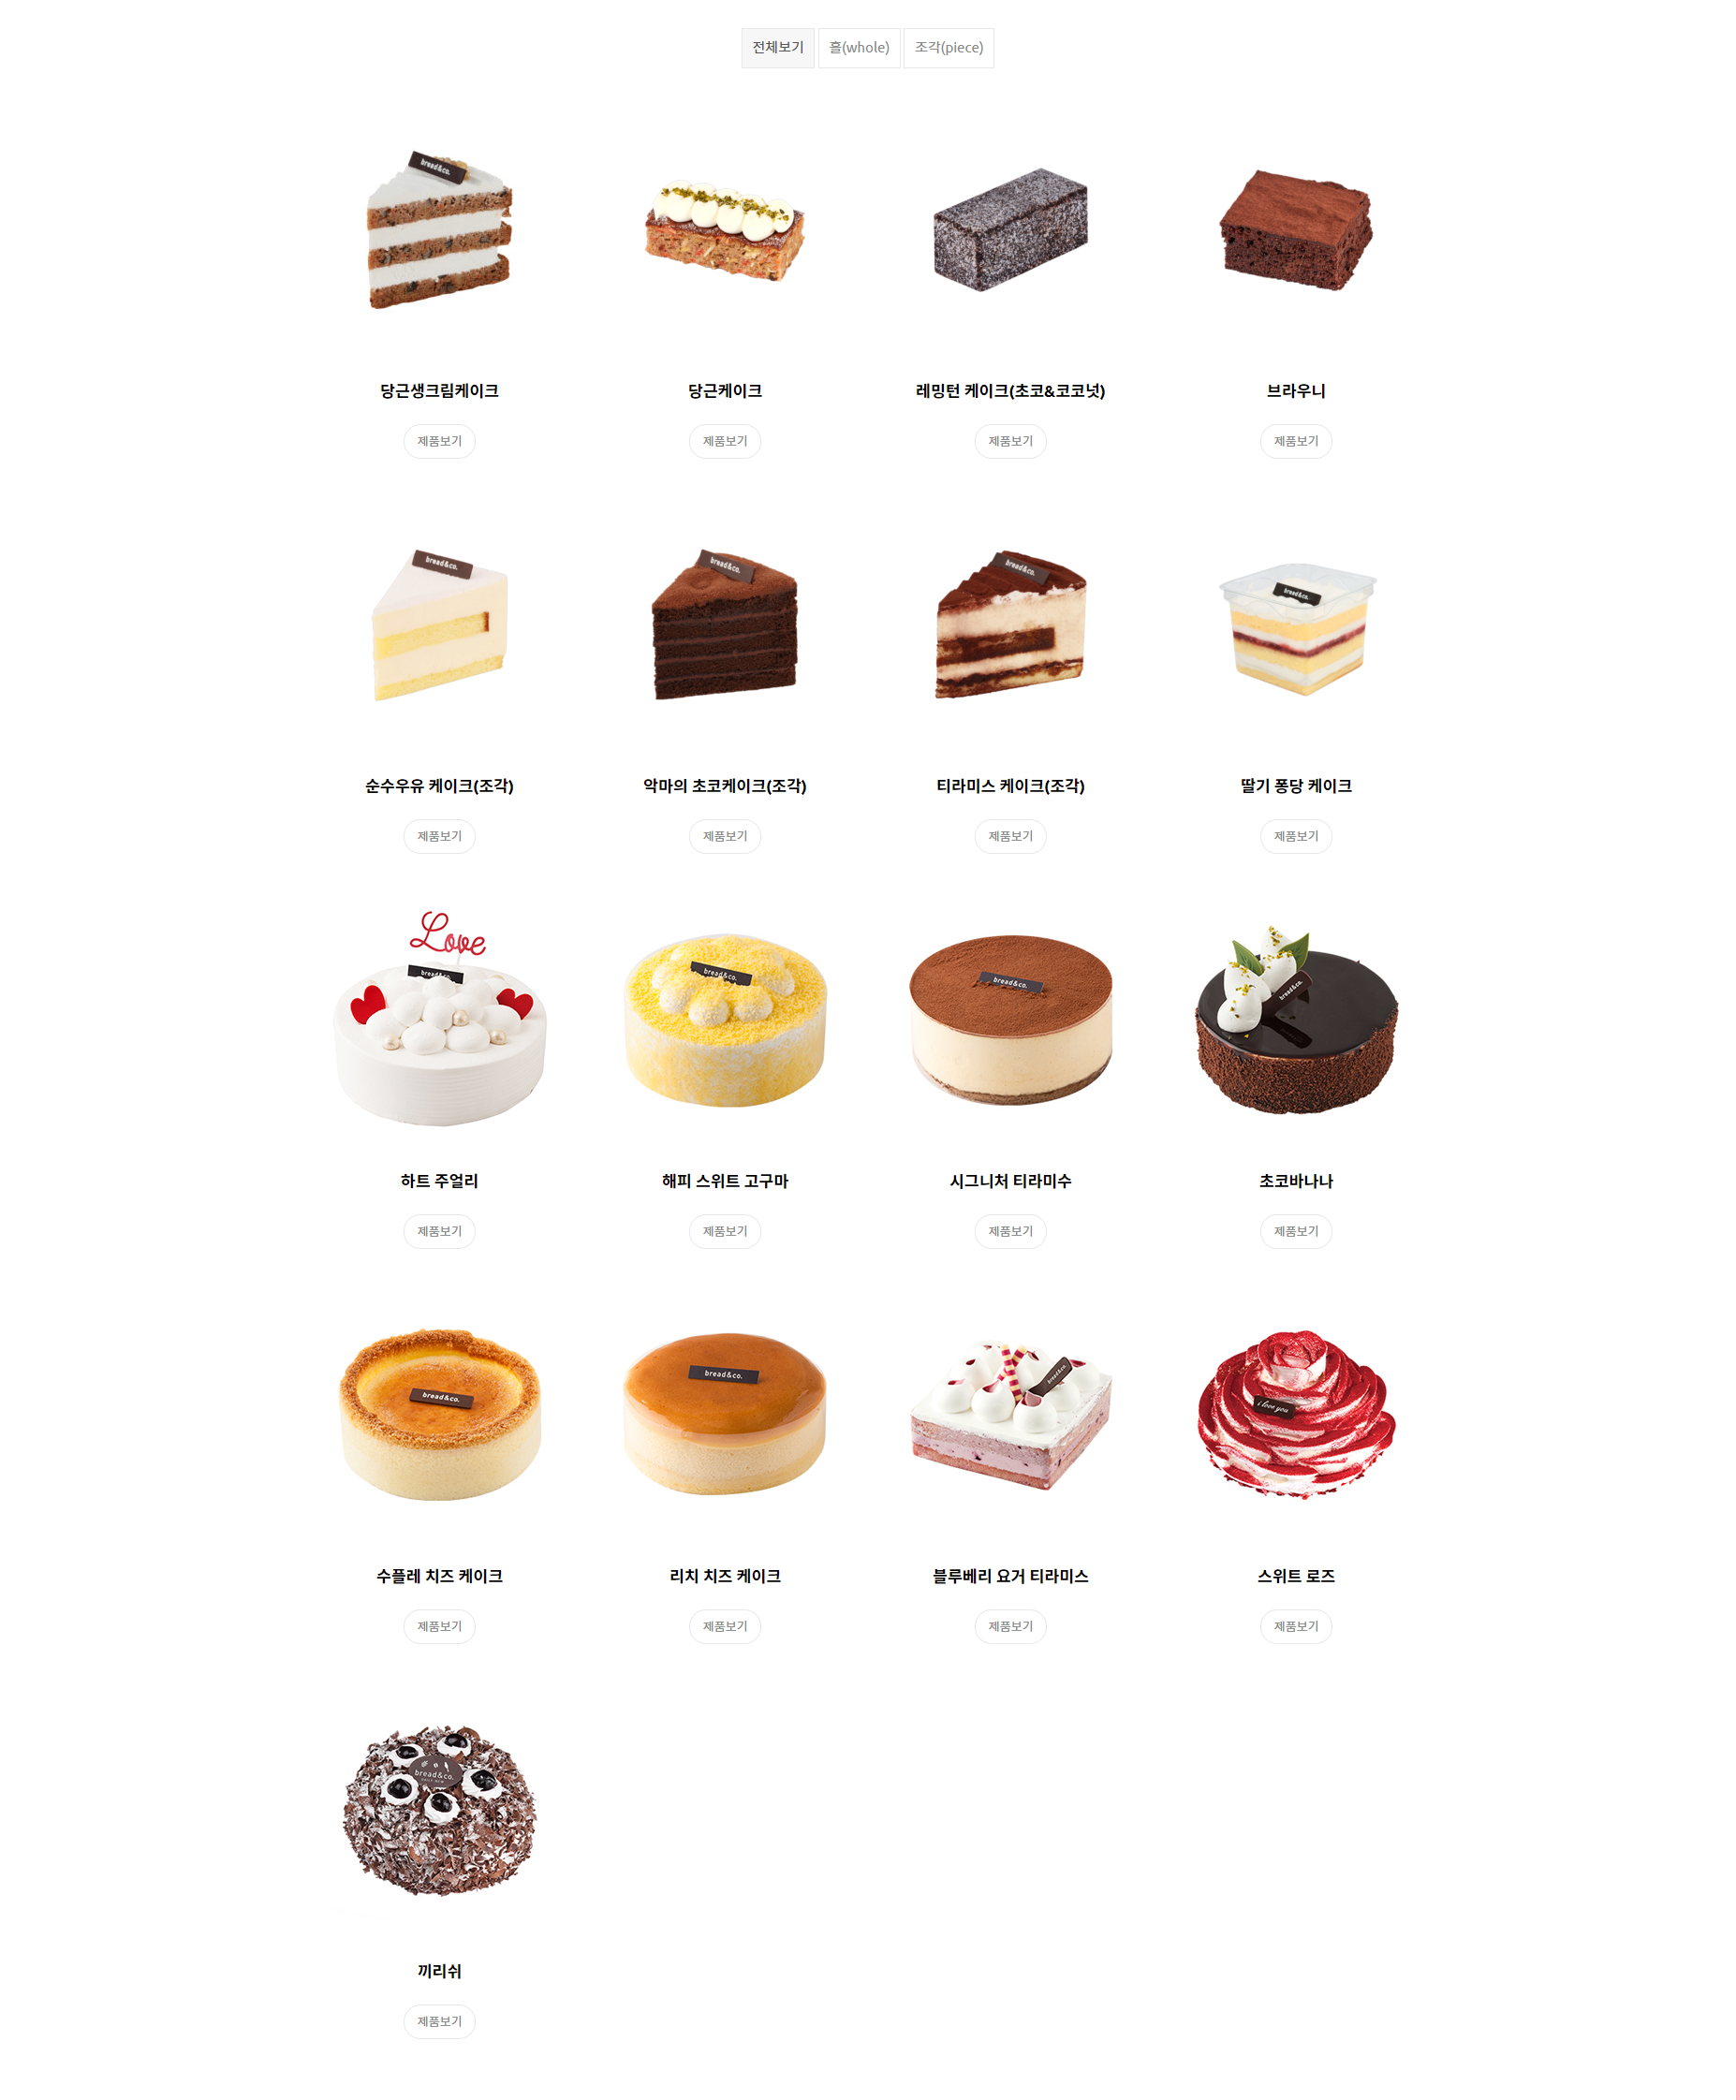 전체보기 홀(whole) 조각(piece)
bread&co.
당근생크림케이크 당근케이크 레밍턴 케이크(초코&코코넛) 브라우니
제품보기 제품보기 제품보기 제품보기
bread&co. bread&co. bread&co. bread&co.
순수우유 케이크(조각) 악마의 초코케이크(조각) 티라미스 케이크(조각) 딸기 퐁당 케이크
제품보기 제품보기 제품보기 제품보기
Love
bread&co. bread&co. bread&co. bread&co.
하트 주얼리 해피 스위트 고구마 시그니처 티라미수 초코바나나
제품보기 제품보기 제품보기 제품보기
bread&co. bread&co. bread&co. i love you
수플레 치즈 케이크 리치 치즈 케이크 블루베리 요거 티라미스 스위트 로즈
제품보기 제품보기 제품보기 제품보기
bread&co.
끼리쉬
제품보기